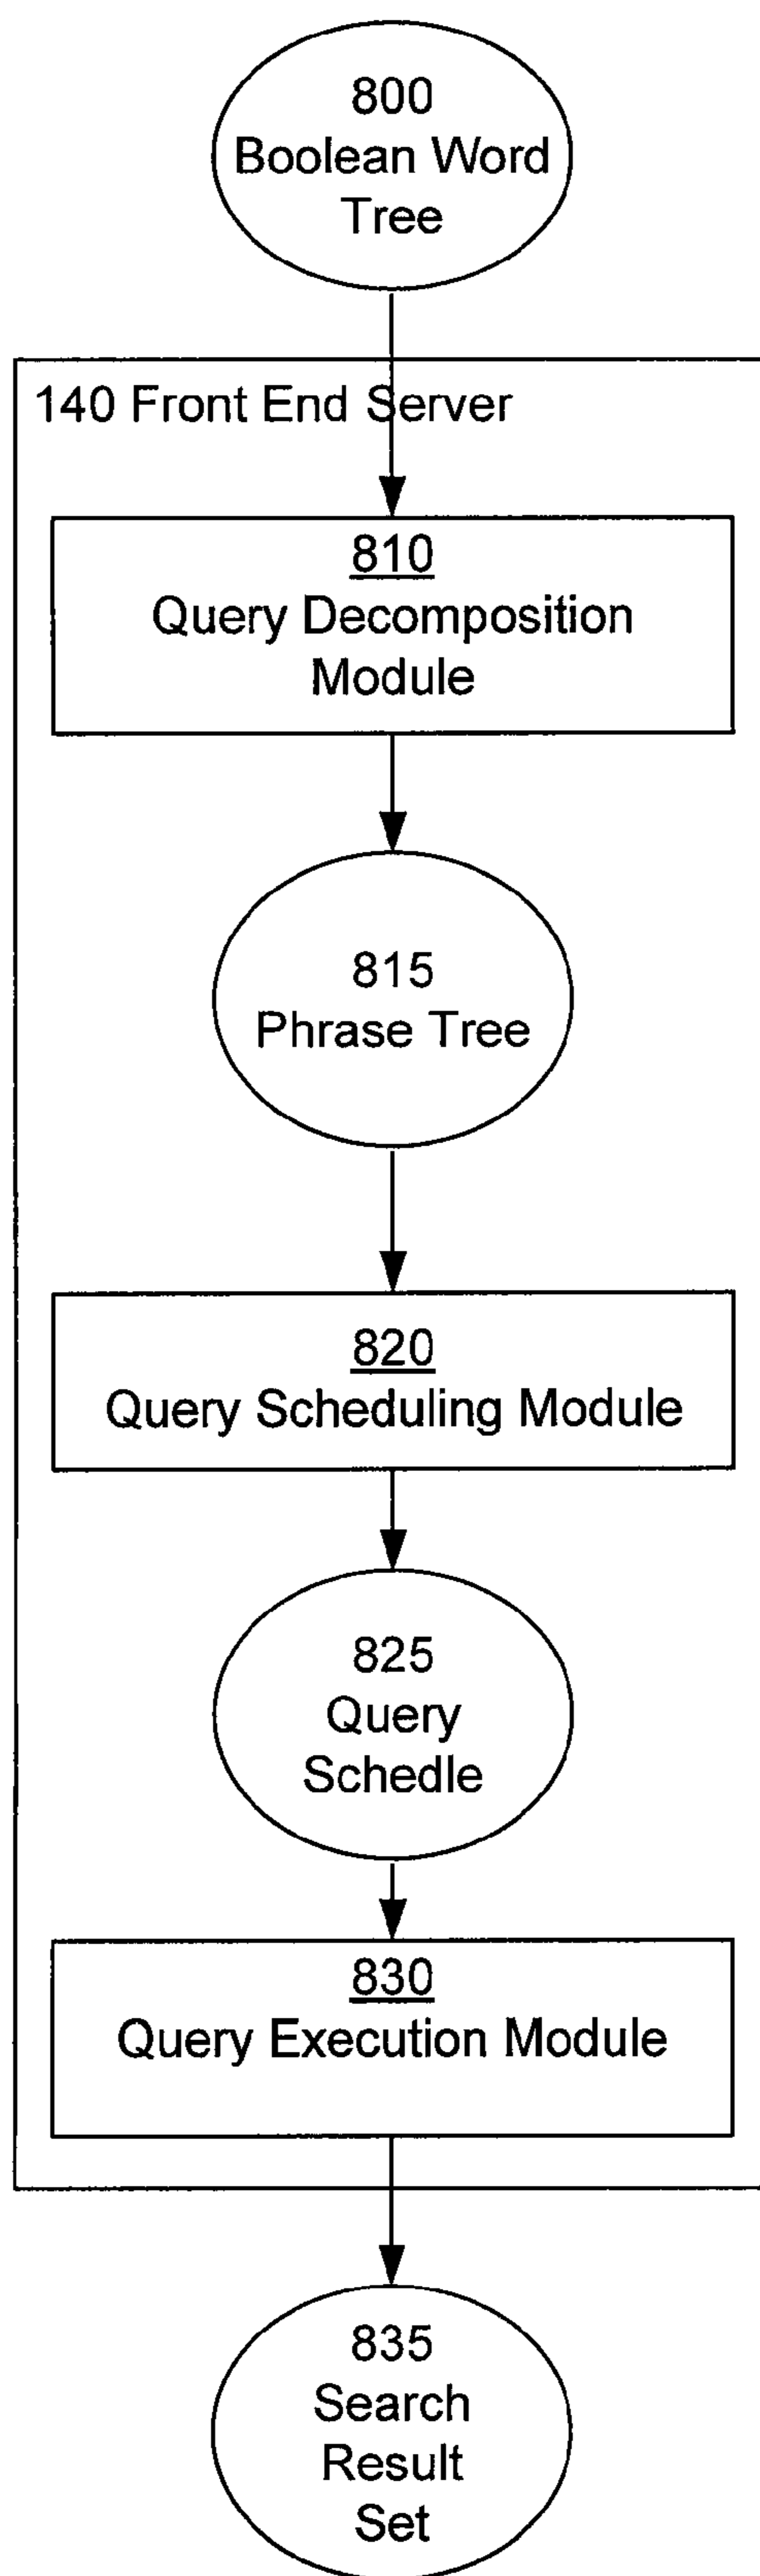 800
Boolean Word
Tree
140 Front End Server
810
Query Decomposition
Module
815
Phrase Tree
820
Query Scheduling Module
825
Query
Schedle
830
Query Execution Module
835
Search
Result
Set